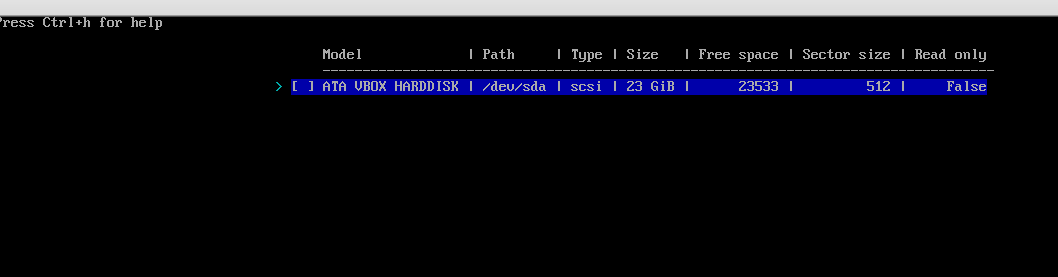 Press Ctrl+h for help
Model | Path | Type | Size | Free space | Sector size | Read only
> [ ] ATA VBOX HARDDISK | /dev/sda | scsi | 23 GiB | 23533 | 512 | False